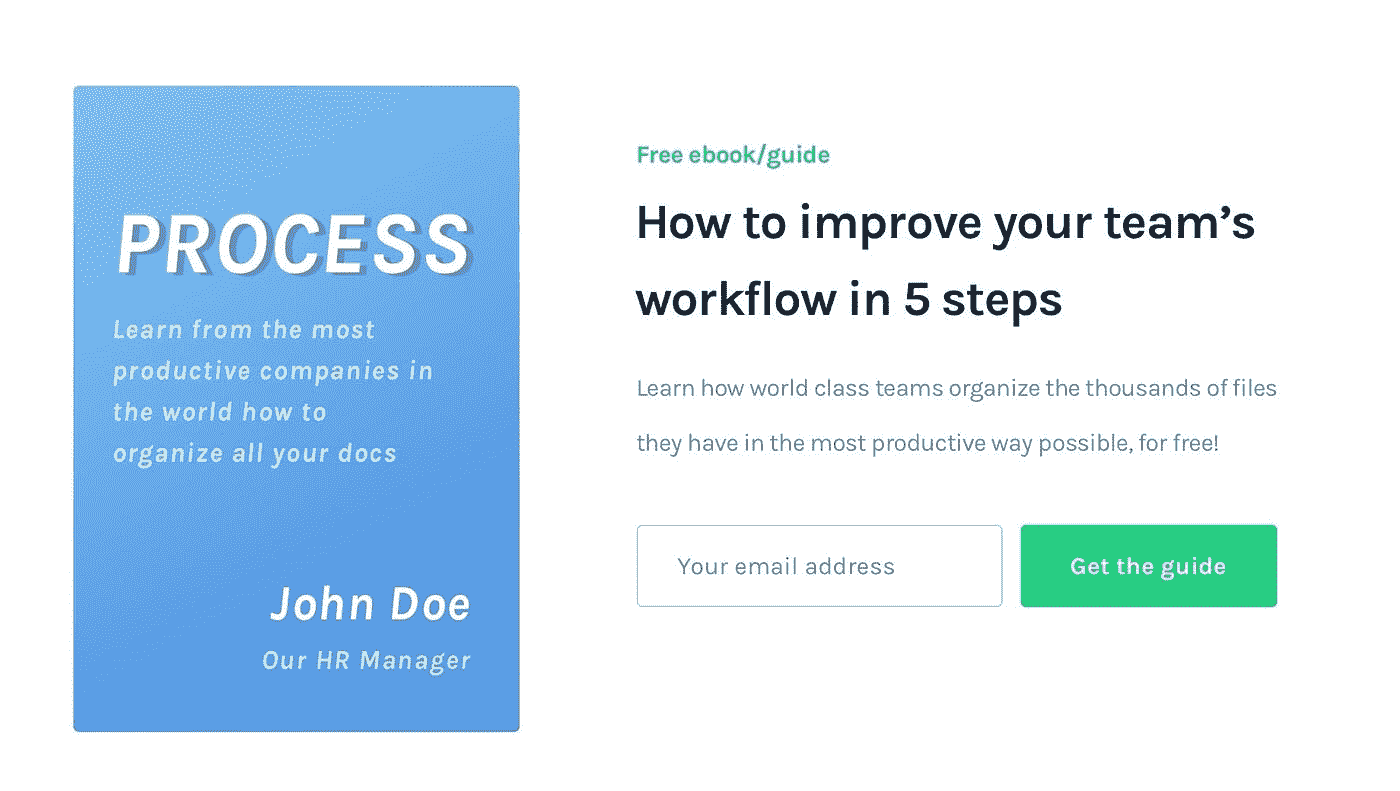 PROCESS
Learn from the most
productive companies in
the world how to
organize all your docs
John Doe
Our HR Manager
Free ebook/guide
How to improve your team’s
workflow in 5 steps
Learn how world class teams organize the thousands of files
they have in the most productive way possible, for free!
Your email address
Get the guide